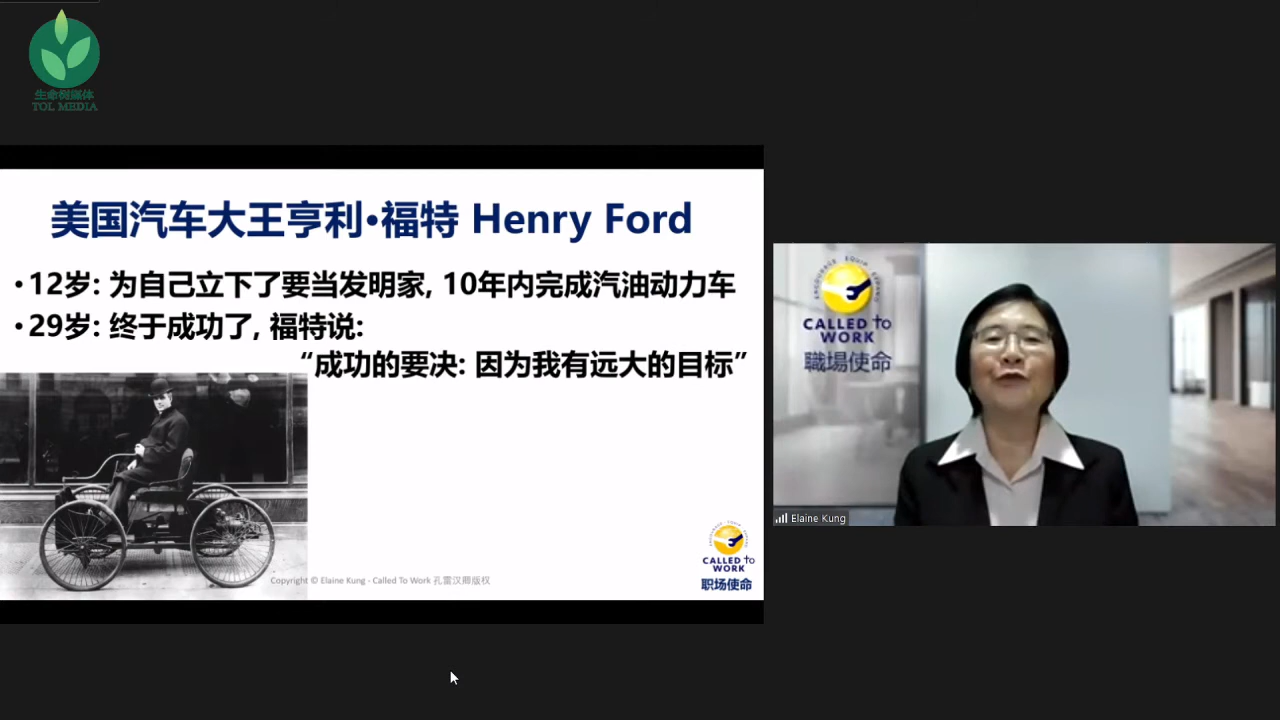 生命树媒体
TOL MEDIA
美国汽车大王亨利•福特 Henry Ford
•12岁: 为自己立下了要当发明家, 10年内完成汽油动力车
•29岁: 终于成功了, 福特说:
“成功的要决: 因为我有远大的目标”
Copyright © Elaine Kung - Called To Work 孔雷汉卿版权
CALLED To
WORK
职场使命
ENCOURAGE · EQUIP · EXPAND
CALLED To
WORK
職場使命
Elaine Kung